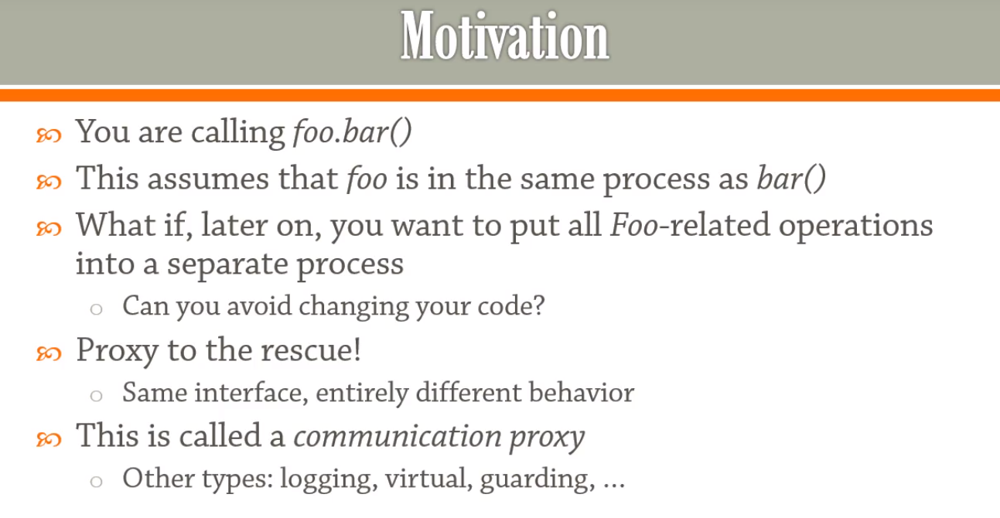 Motivation
You are calling foo.bar()
This assumes that foo is in the same process as bar()
What if, later on, you want to put all Foo-related operations
into a separate process
Can you avoid changing your code?
Proxy to the rescue!
Same interface, entirely different behavior
This is called a communication proxy
Other types: logging, virtual, guarding, ...